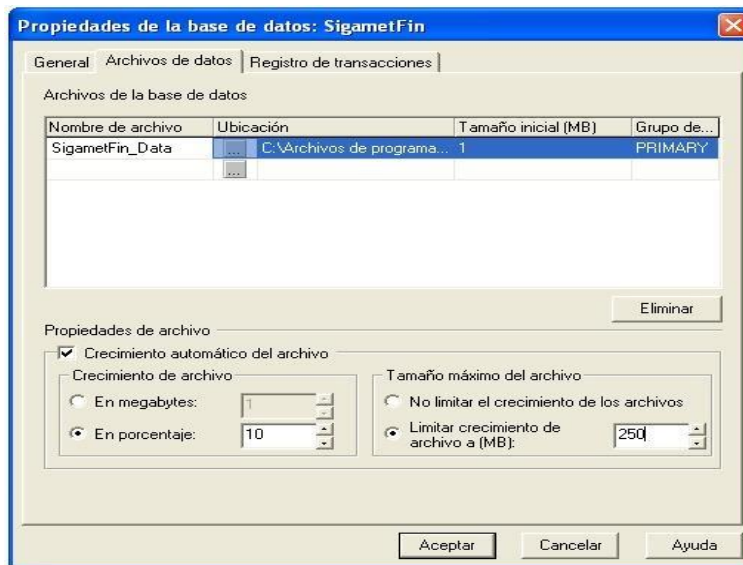 Propiedades de la base de datos: SigametFin
General Archivos de datos Registro de transacciones
Archivos de la base de datos
Nombre de archivo Ubicación Tamaño inicial (MB) Grupo de...
SigametFin_Data ... C:\Archivos de programa... 1 PRIMARY
...
Eliminar
Propiedades de archivo
Crecimiento automático del archivo
Crecimiento de archivo Tamaño máximo del archivo
En megabytes: 1 No limitar el crecimiento de los archivos
En porcentaje: 10 Limitar crecimiento de
archivo a (MB): 250
Aceptar Cancelar Ayuda